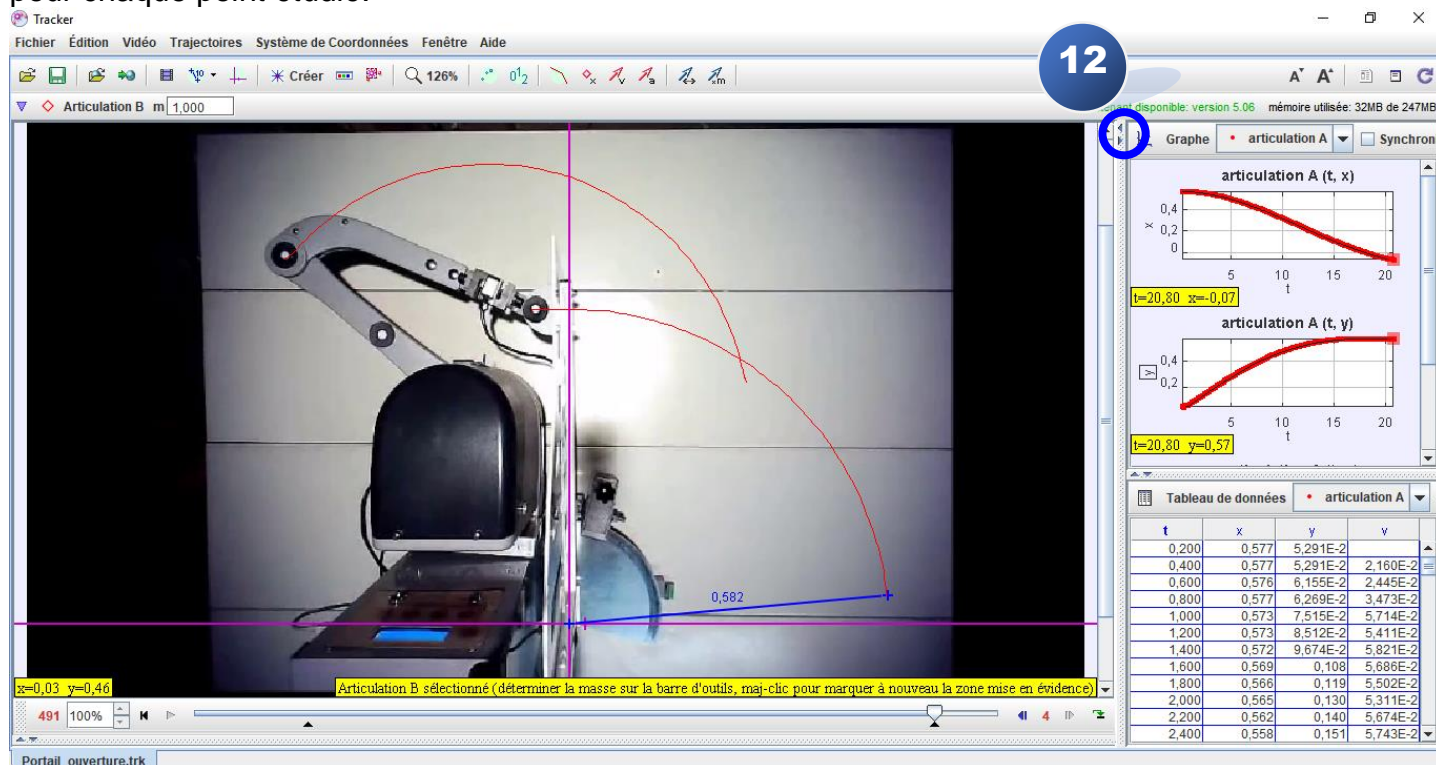 Tracker
Fichier Édition Vidéo Trajectoires Système de Coordonnées Fenêtre Aide
12
Créer 126% 0 1 2 v a xm A A
Articulation B m 1,000
disponible: version 5.06 mémoire utilisée: 32MB de 247MB
Graphe articulation A Synchron
articulation A (t, x)
x
0,4
0,2
0
5 10 15 20
t
t=20,80 x=-0,07
articulation A (t, y)
y
0,4
0,2
5 10 15 20
t
t=20,80 y=0,57
0,582
Tableau de données articulation A
t x y v
0,200 0,577 5,291E-2
0,400 0,577 5,291E-2 2,160E-2
0,600 0,576 6,155E-2 2,445E-2
0,800 0,577 6,269E-2 3,473E-2
1,000 0,573 7,515E-2 5,714E-2
1,200 0,573 8,512E-2 5,411E-2
1,400 0,572 9,674E-2 5,821E-2
1,600 0,569 0,108 5,686E-2
1,800 0,566 0,119 5,502E-2
2,000 0,565 0,130 5,311E-2
2,200 0,562 0,140 5,674E-2
2,400 0,558 0,151 5,743E-2
x=0,03 y=0,46
Articulation B sélectionné (déterminer la masse sur la barre d'outils, maj-clic pour marquer à nouveau la zone mise en évidence)
491 100% 4
Portail_ouverture.trk